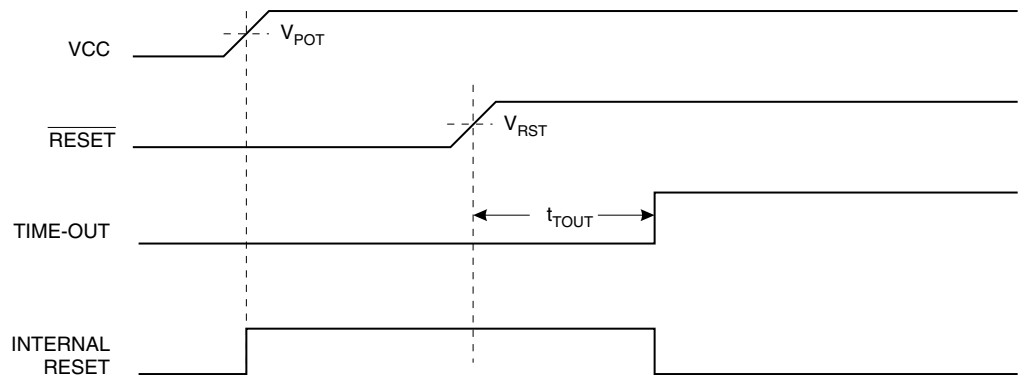 VCC
VPOT
RESET
VRST
TIME-OUT
tTOUT
INTERNAL
RESET